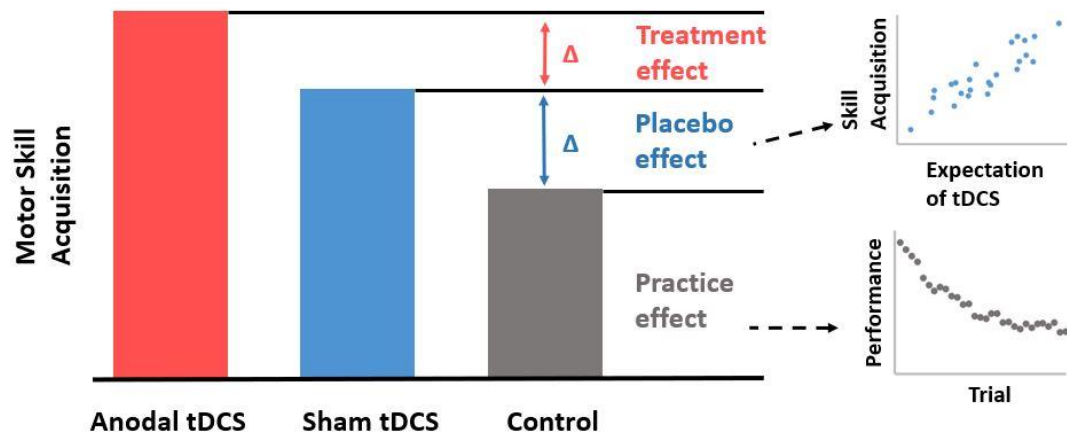 Motor Skill
Acquisition
Δ
Treatment
effect
Δ
Placebo
effect
Practice
effect
Anodal tDCS
Sham tDCS
Control
Skill
Acquisition
Expectation
of tDCS
Performance
Trial